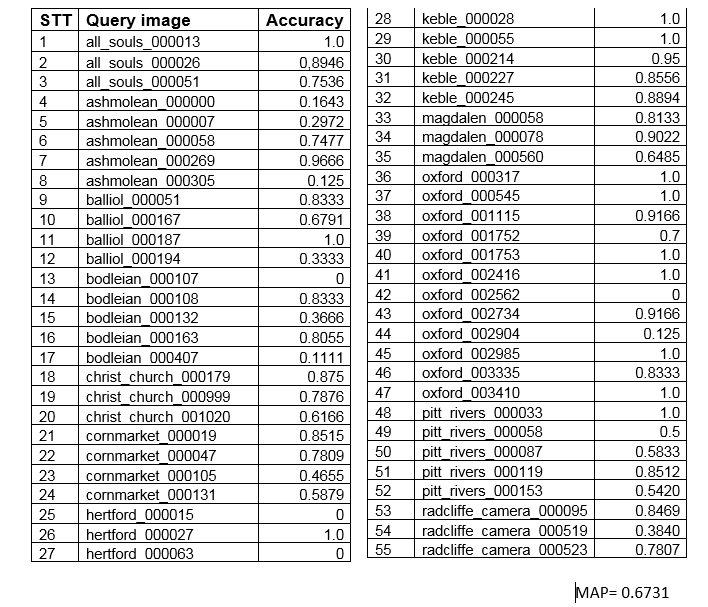 STT Query image Accuracy
1 all_souls_000013 1.0
2 all_souls_000026 0,8946
3 all_souls_000051 0.7536
4 ashmolean_000000 0.1643
5 ashmolean_000007 0.2972
6 ashmolean_000058 0.7477
7 ashmolean_000269 0.9666
8 ashmolean_000305 0.125
9 balliol_000051 0.8333
10 balliol_000167 0.6791
11 balliol_000187 1.0
12 balliol_000194 0.3333
13 bodleian_000107 0
14 bodleian_000108 0.8333
15 bodleian_000132 0.3666
16 bodleian_000163 0.8055
17 bodleian_000407 0.1111
18 christ_church_000179 0.875
19 christ_church_000999 0.7876
20 christ_church_001020 0.6166
21 cornmarket_000019 0.8515
22 cornmarket_000047 0.7809
23 cornmarket_000105 0.4655
24 cornmarket_000131 0.5879
25 hertford_000015 0
26 hertford_000027 1.0
27 hertford_000063 0
28 keble_000028 1.0
29 keble_000055 1.0
30 keble_000214 0.95
31 keble_000227 0.8556
32 keble_000245 0.8894
33 magdalen_000058 0.8133
34 magdalen_000078 0.9022
35 magdalen_000560 0.6485
36 oxford_000317 1.0
37 oxford_000545 1.0
38 oxford_001115 0.9166
39 oxford_001752 0.7
40 oxford_001753 1.0
41 oxford_002416 1.0
42 oxford_002562 0
43 oxford_002734 0.9166
44 oxford_002904 0.125
45 oxford_002985 1.0
46 oxford_003335 0.8333
47 oxford_003410 1.0
48 pitt_rivers_000033 1.0
49 pitt_rivers_000058 0.5
50 pitt_rivers_000087 0.5833
51 pitt_rivers_000119 0.8512
52 pitt_rivers_000153 0.5420
53 radcliffe_camera_000095 0.8469
54 radcliffe_camera_000519 0.3840
55 radcliffe_camera_000523 0.7807
MAP= 0.6731